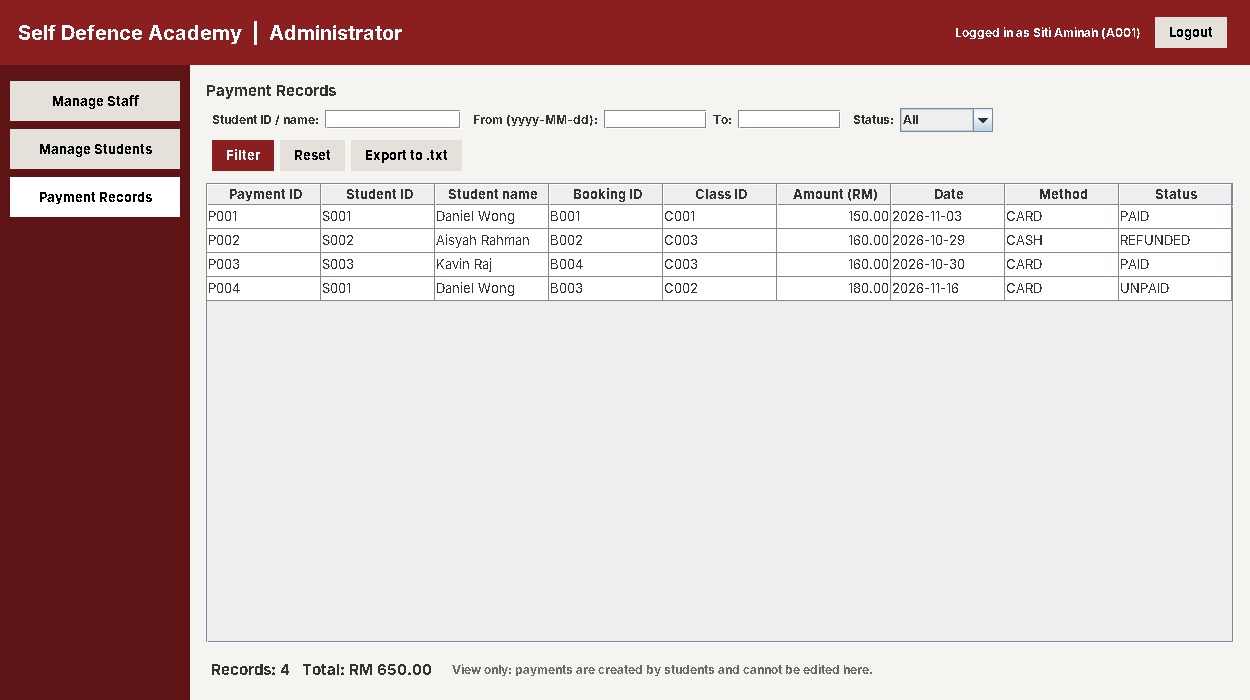 Self Defence Academy | Administrator
Logged in as Siti Aminah (A001)
Logout
Manage Staff
Manage Students
Payment Records
Payment Records
Student ID / name: From (yyyy-MM-dd): To: Status: All
Filter Reset Export to .txt
Payment ID Student ID Student name Booking ID Class ID Amount (RM) Date Method Status
P001 S001 Daniel Wong B001 C001 150.00 2026-11-03 CARD PAID
P002 S002 Aisyah Rahman B002 C003 160.00 2026-10-29 CASH REFUNDED
P003 S003 Kavin Raj B004 C003 160.00 2026-10-30 CARD PAID
P004 S001 Daniel Wong B003 C002 180.00 2026-11-16 CARD UNPAID
Records: 4 Total: RM 650.00 View only: payments are created by students and cannot be edited here.